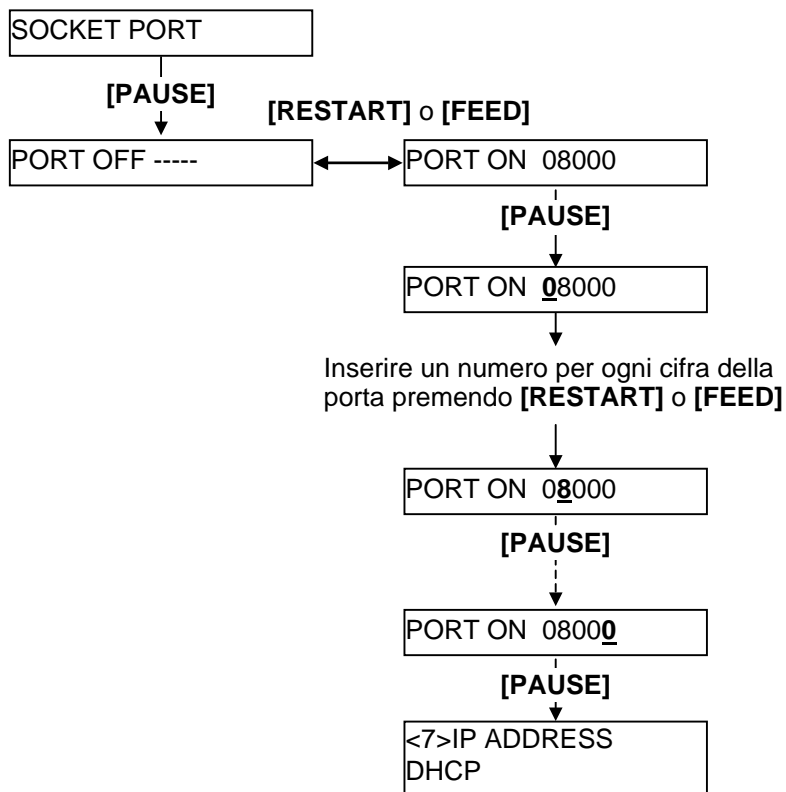 SOCKET PORT
[PAUSE]
[RESTART] o [FEED]
PORT OFF -----
PORT ON 08000
[PAUSE]
PORT ON 08000
Inserire un numero per ogni cifra della
porta premendo [RESTART] o [FEED]
PORT ON 08000
[PAUSE]
PORT ON 08000
[PAUSE]
<7>IP ADDRESS
DHCP